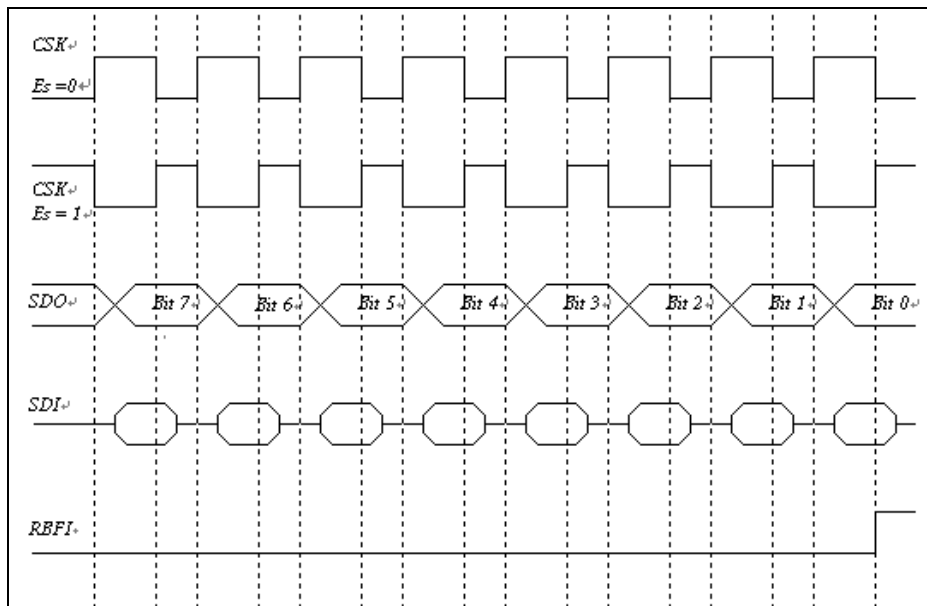 CSK↵
Es =0↵
CSK↵
Es = 1↵
SDO↵ Bit 7↵ Bit 6↵ Bit 5↵ Bit 4↵ Bit 3↵ Bit 2↵ Bit 1↵ Bit 0↵
SDI↵
RBFI↵